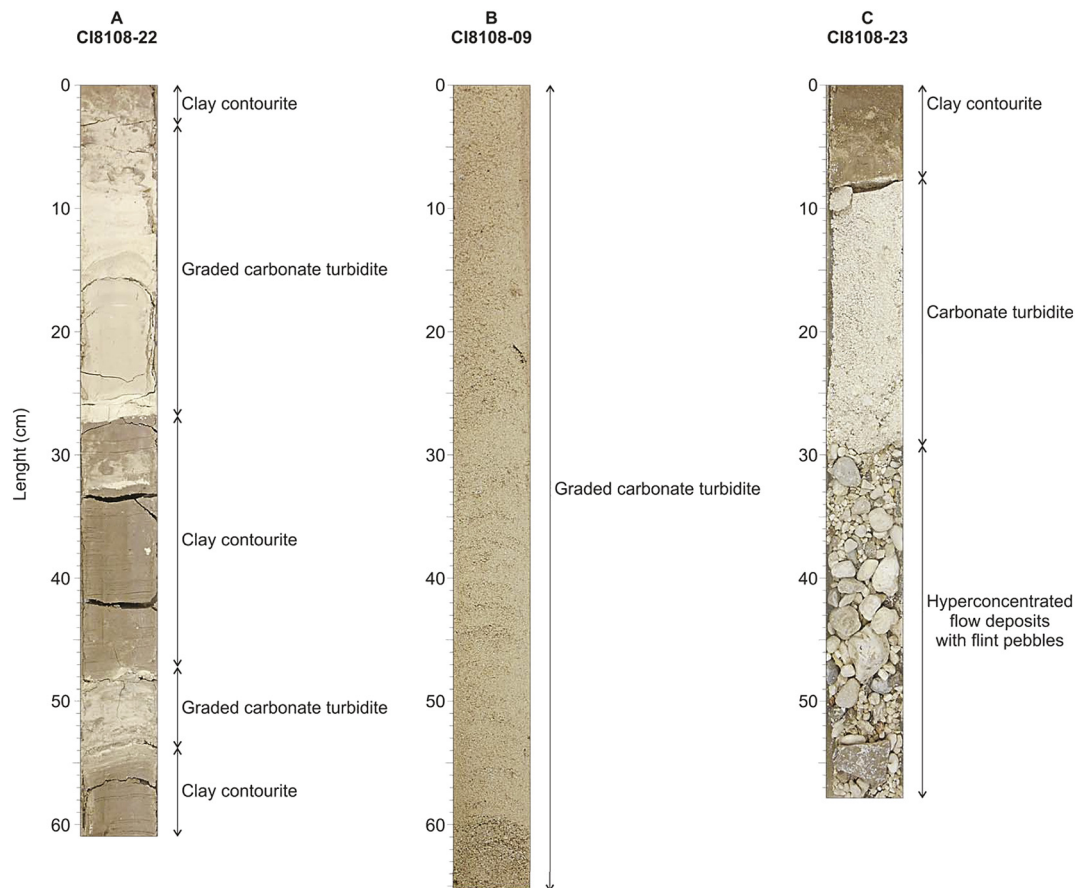 A
CI8108-22
B
CI8108-09
C
CI8108-23
Lenght (cm)
0
10
20
30
40
50
60
Clay contourite
Graded carbonate turbidite
Clay contourite
Graded carbonate turbidite
Clay contourite
0
10
20
30
40
50
60
Graded carbonate turbidite
0
10
20
30
40
50
Clay contourite
Carbonate turbidite
Hyperconcentrated
flow deposits
with flint pebbles